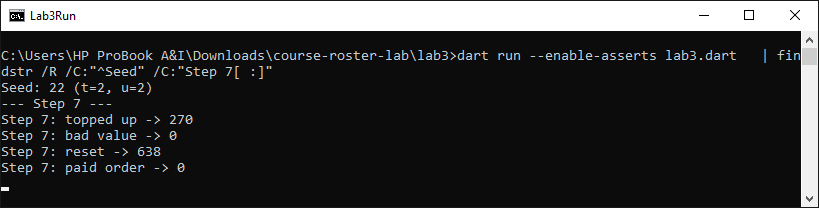 Lab3Run
C:\Users\HP ProBook A&I\Downloads\course-roster-lab\lab3>dart run --enable-asserts lab3.dart   | fin
dstr /R /C:"^Seed" /C:"Step 7[ :]"
Seed: 22 (t=2, u=2)
--- Step 7 ---
Step 7: topped up -> 270
Step 7: bad value -> 0
Step 7: reset -> 638
Step 7: paid order -> 0